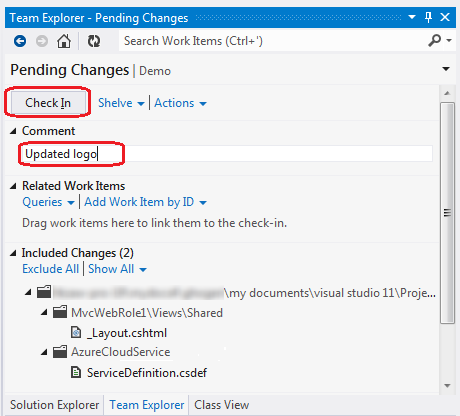 Team Explorer - Pending Changes
Search Work Items (Ctrl+')
Pending Changes | Demo
Check In Shelve Actions
Comment
Updated logo
Related Work Items
Queries Add Work Item by ID
Drag work items here to link them to the check-in.
Included Changes (2)
Exclude All Show All
\my documents\visual studio 11\Proje...
MvcWebRole1\Views\Shared
_Layout.cshtml
AzureCloudService
ServiceDefinition.csdef
Solution Explorer Team Explorer Class View